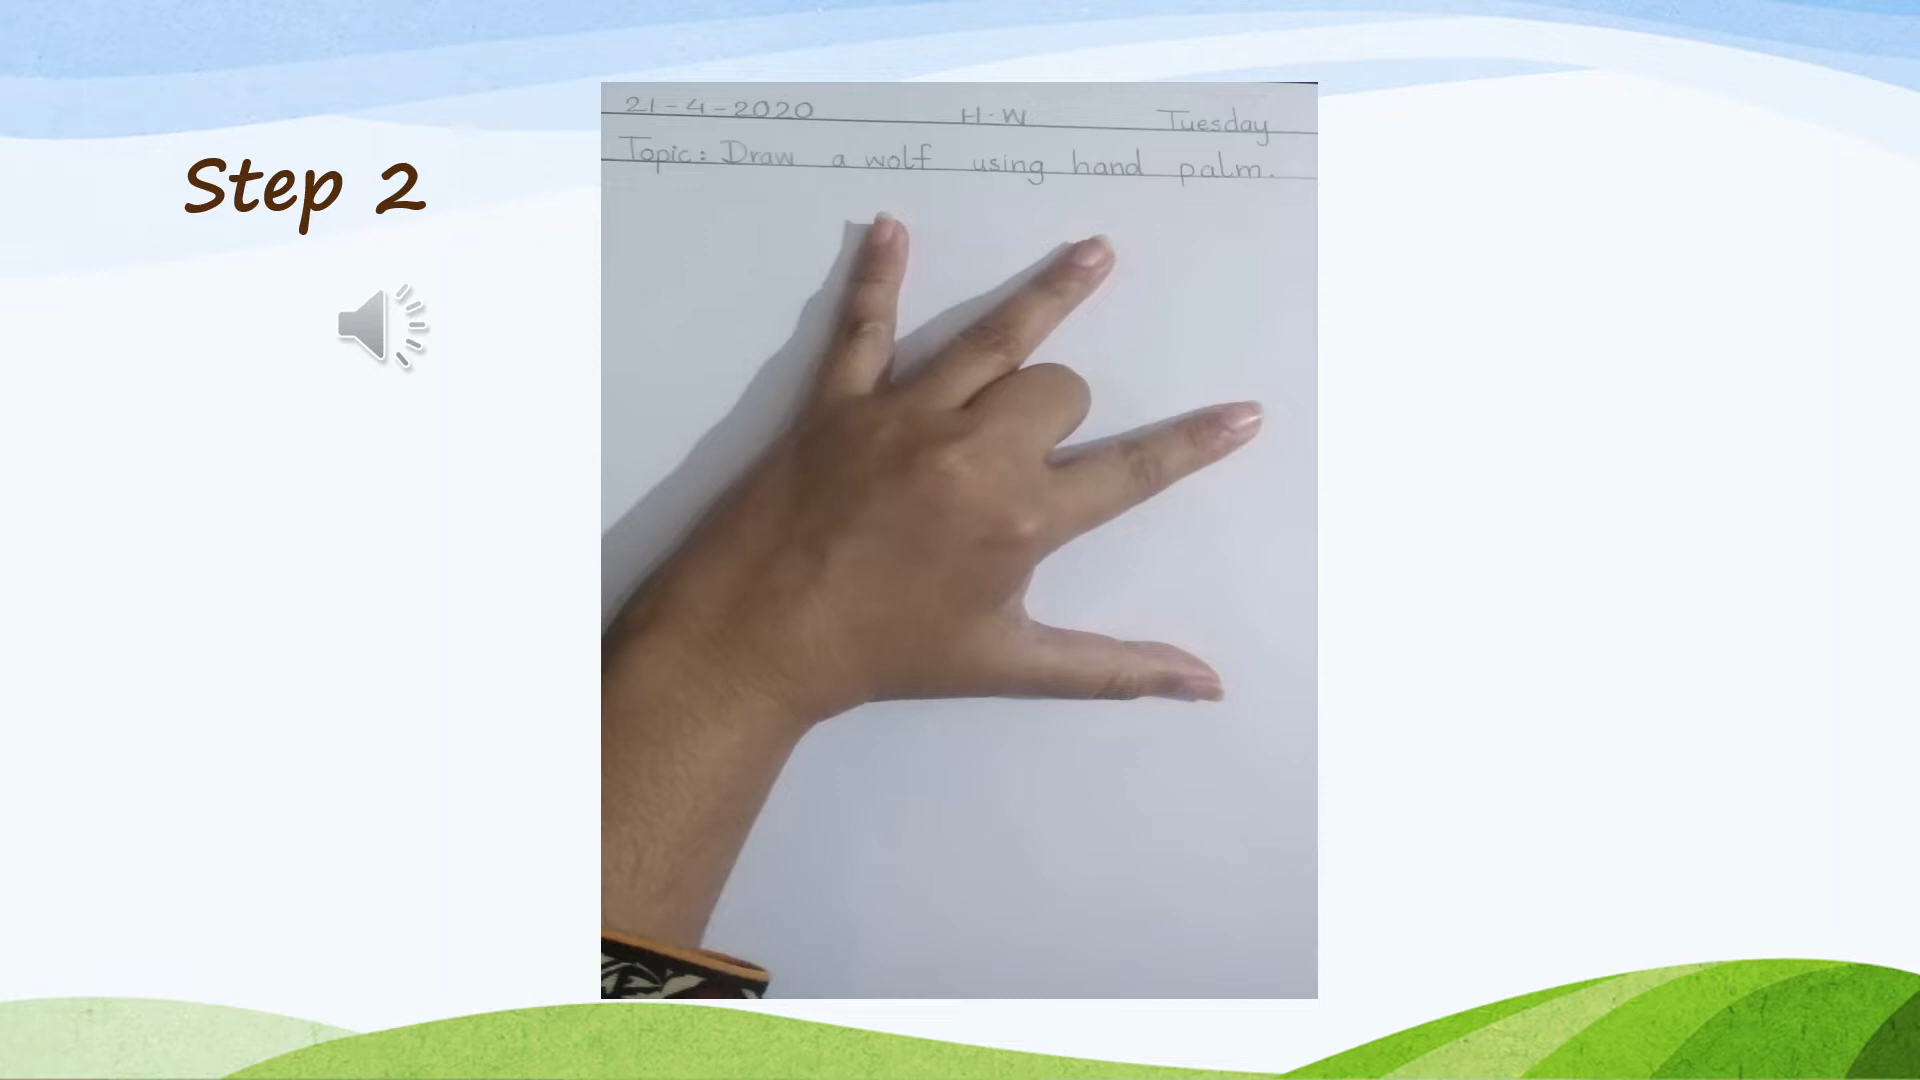 Step 2
21-4-2020 H.W Tuesday
Topic: Draw a wolf using hand palm.